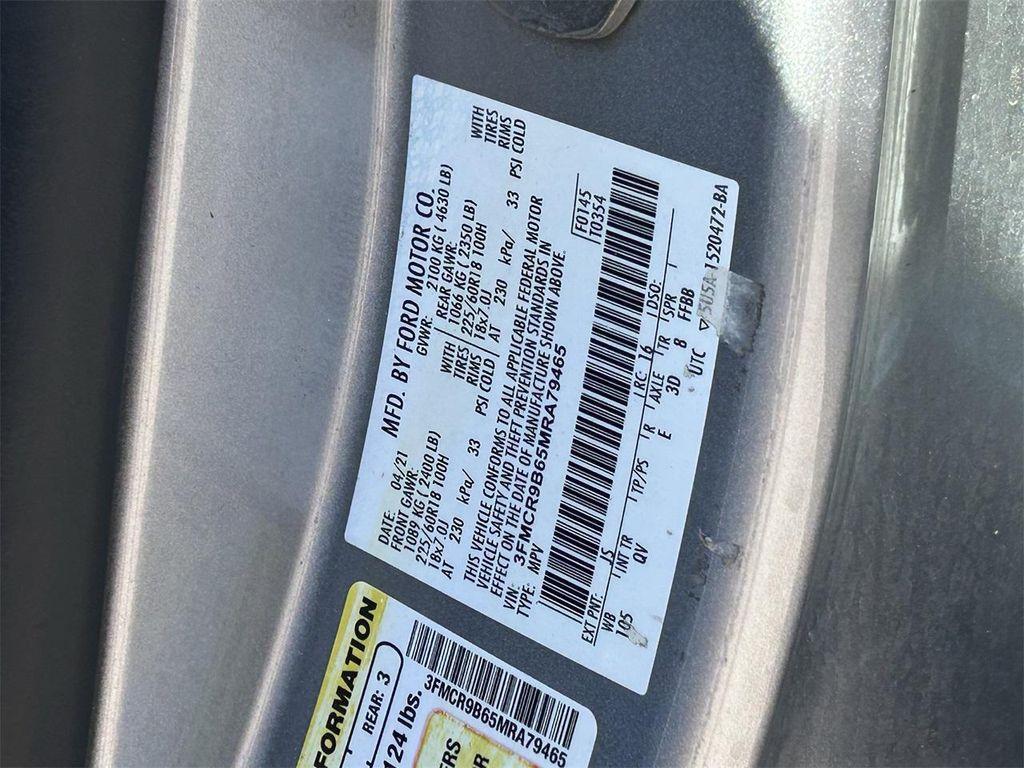 MFD. BY FORD MOTOR CO.
DATE: 04/21 GVWR: 2100 KG ( 4630 LB)
FRONT GAWR: REAR GAWR:
1089 KG ( 2400 LB) WITH 1066 KG ( 2350 LB) WITH
225/60R18 100H TIRES 225/60R18 100H TIRES
18x7.0J RIMS 18x7.0J RIMS
AT 230 kPa/ 33 PSI COLD AT 230 kPa/ 33 PSI COLD
THIS VEHICLE CONFORMS TO ALL APPLICABLE FEDERAL MOTOR
VEHICLE SAFETY AND THEFT PREVENTION STANDARDS IN
EFFECT ON THE DATE OF MANUFACTURE SHOWN ABOVE.
VIN: 3FMCR9B65MRA79465
TYPE: MPV
F0145
T0354
EXT PNT: JS RC: 16 DSO:
WB INT TR TP/PS R AXLE TR SPR
105 QV E 3D 8 FFBB
UTC 5USA-1520472-BA
FORMATION
REAR: 3
124 lbs.
3FMCR9B65MRA79465
ERS
R